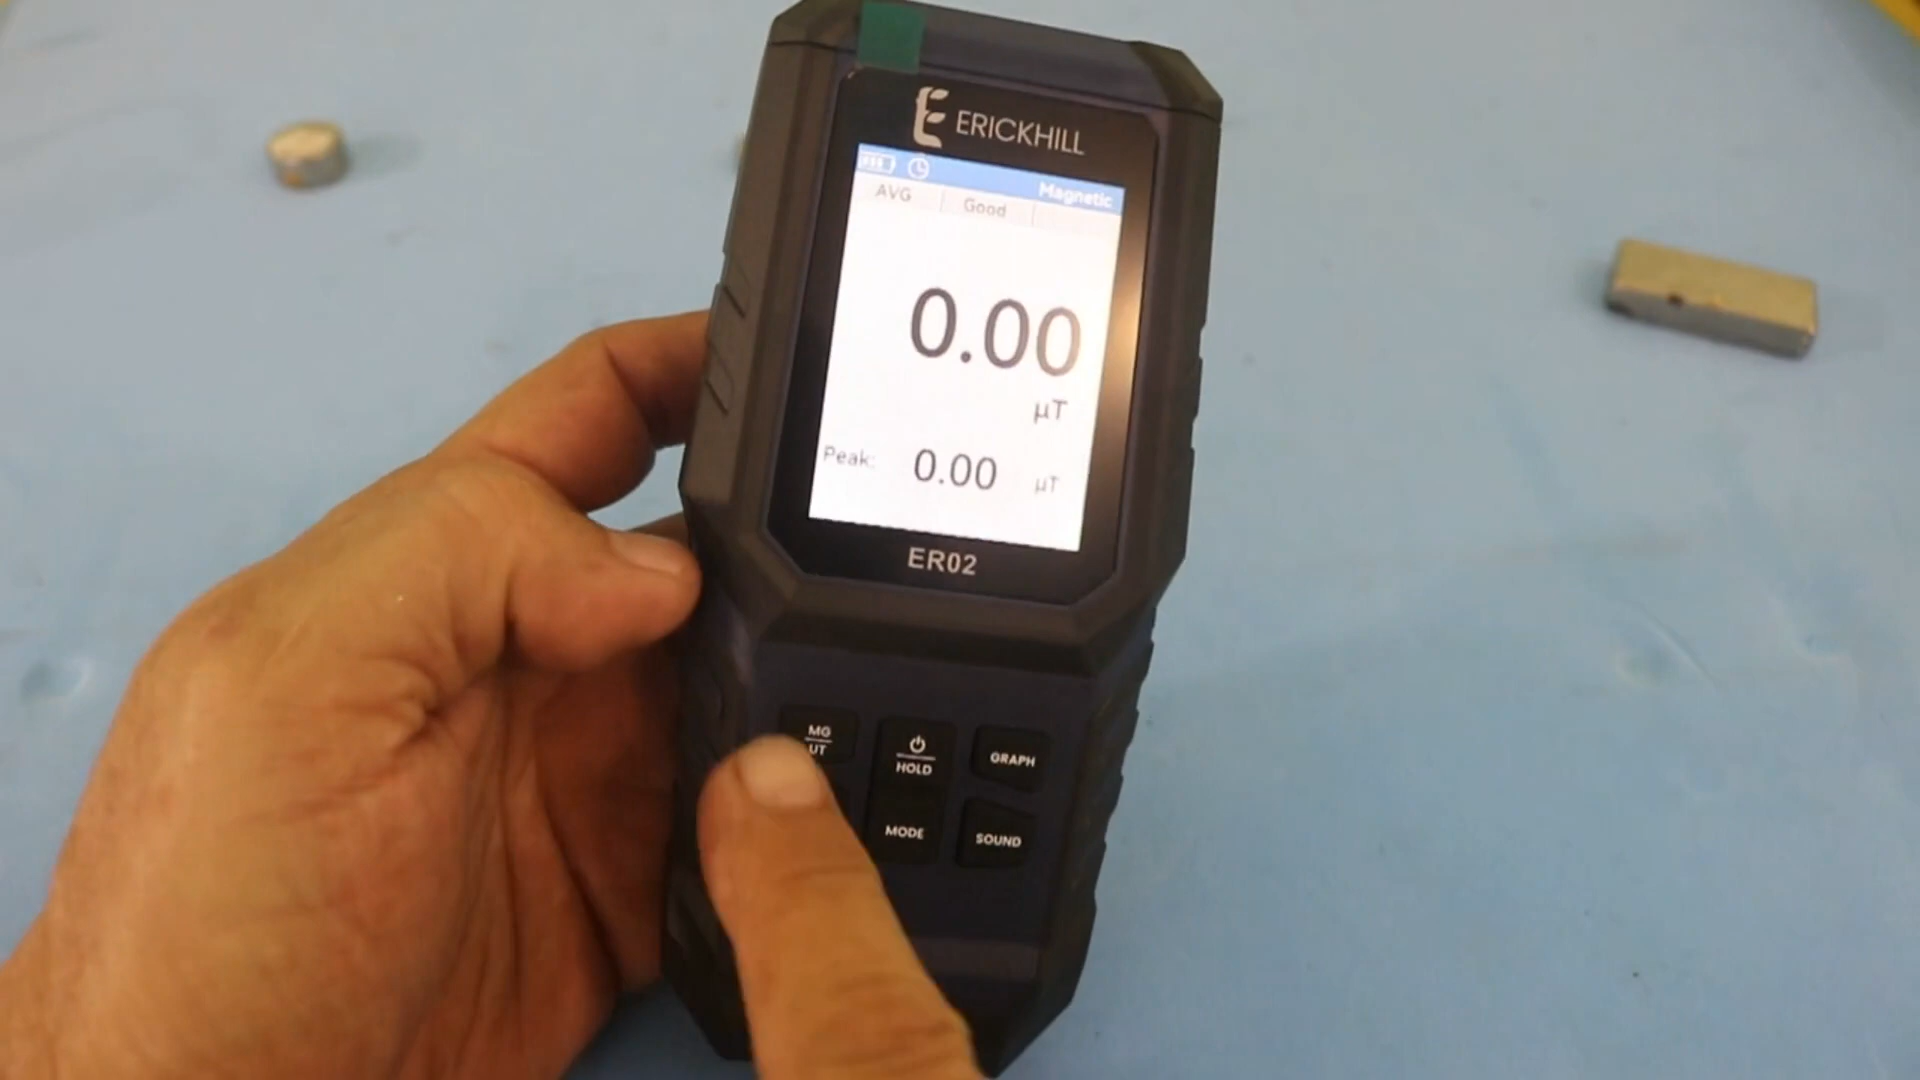 ERICKHILL
Magnetic
AVG Good
0.00
µT
Peak: 0.00 µT
ER02
MG
UT
HOLD
GRAPH
MODE
SOUND